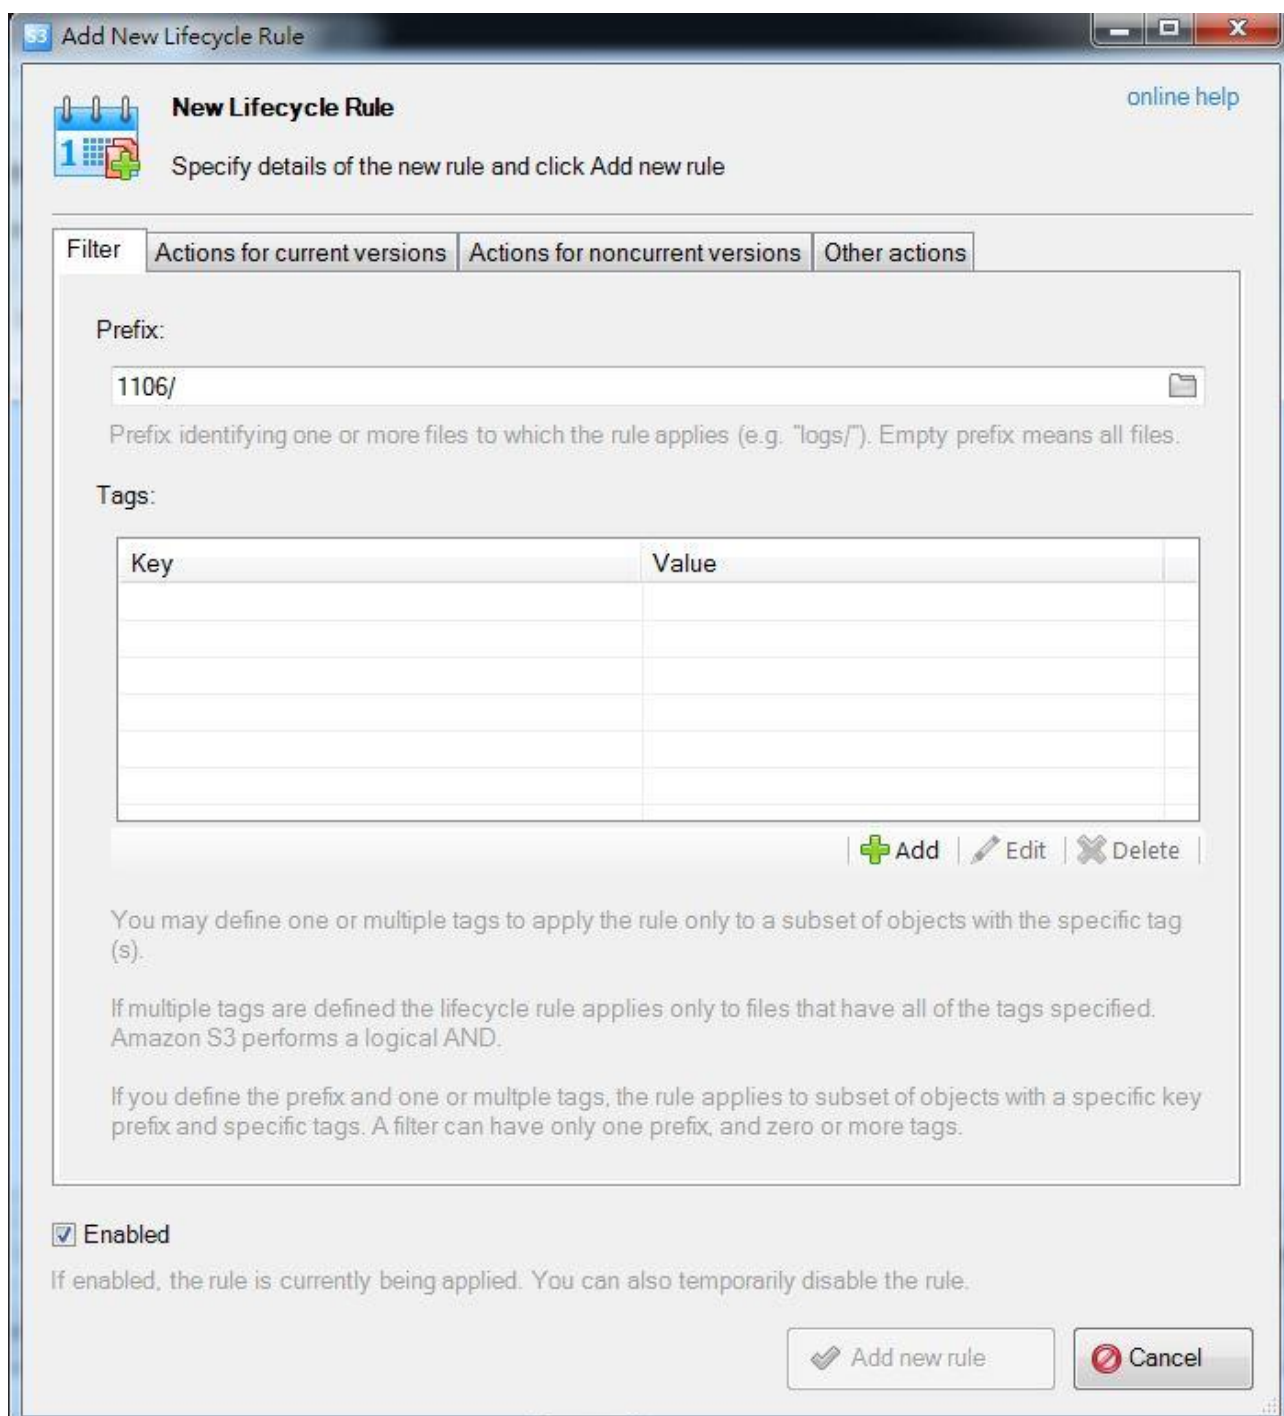 S3 Add New Lifecycle Rule
New Lifecycle Rule
online help
1
Specify details of the new rule and click Add new rule
Filter Actions for current versions Actions for noncurrent versions Other actions
Prefix:
1106/
Prefix identifying one or more files to which the rule applies (e.g. "logs/"). Empty prefix means all files.
Tags:
Key Value
Add Edit Delete
You may define one or multiple tags to apply the rule only to a subset of objects with the specific tag
(s).
If multiple tags are defined the lifecycle rule applies only to files that have all of the tags specified.
Amazon S3 performs a logical AND.
If you define the prefix and one or multple tags, the rule applies to subset of objects with a specific key
prefix and specific tags. A filter can have only one prefix, and zero or more tags.
Enabled
If enabled, the rule is currently being applied. You can also temporarily disable the rule.
Add new rule Cancel